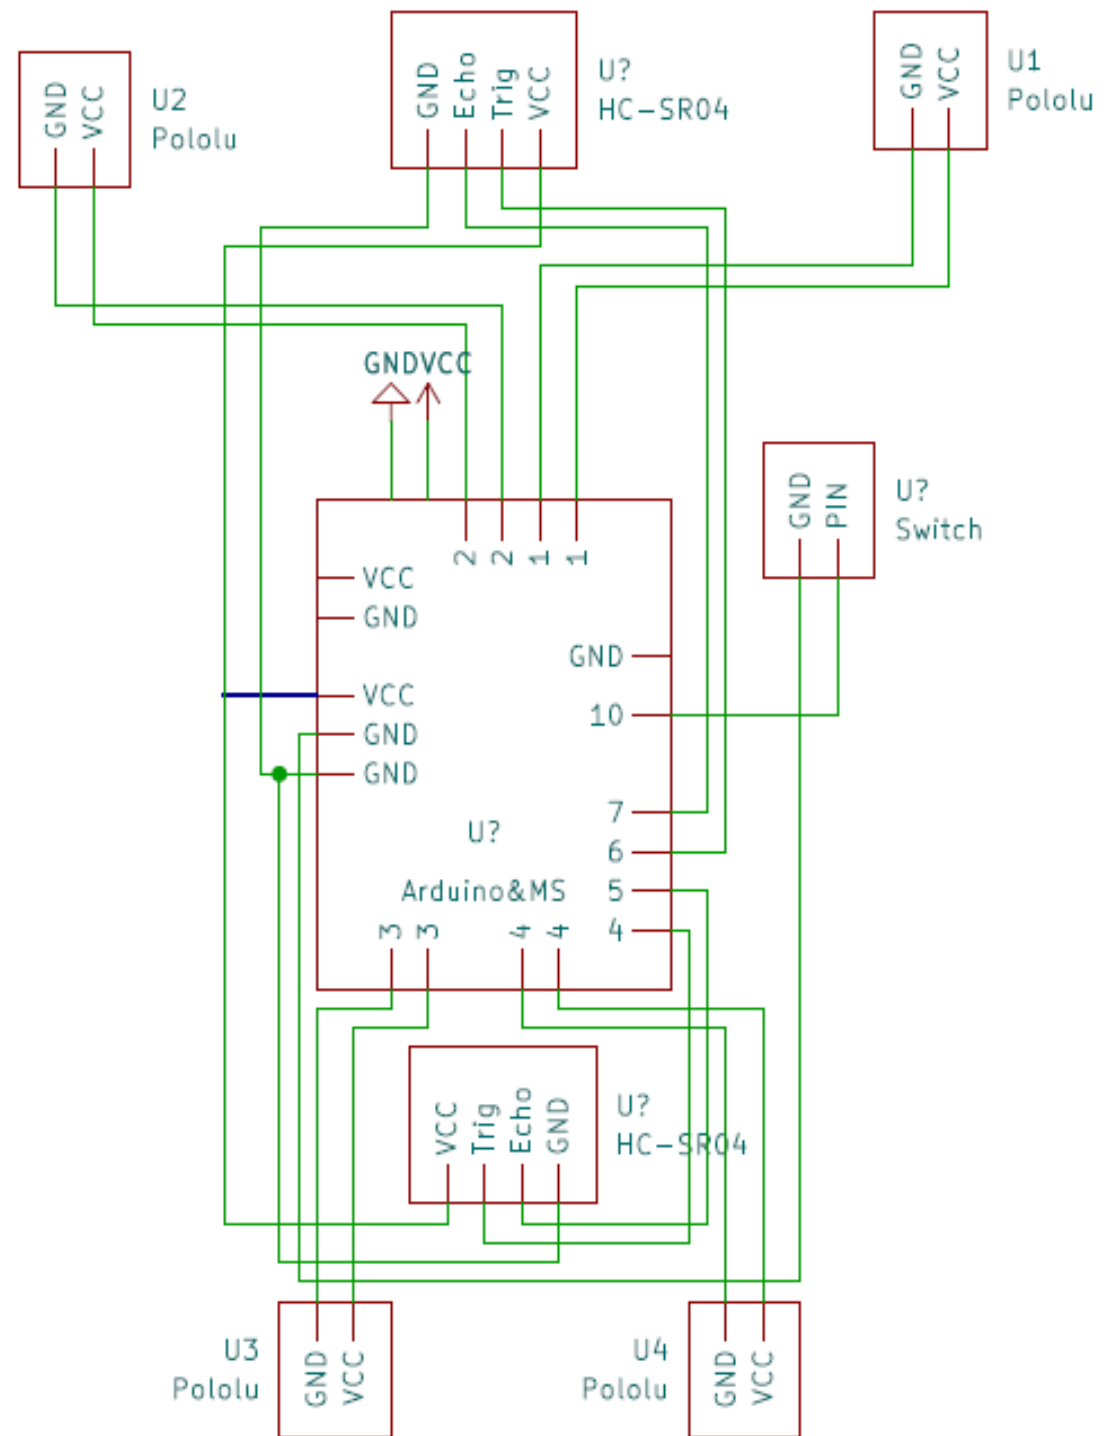 GND
VCC
U2
Pololu
GND
Echo
Trig
VCC
U?
HC-SR04
GND
VCC
U1
Pololu
GND
VCC
2
2
1
1
GND
PIN
U?
Switch
VCC
GND
VCC
GND
GND
GND
10
7
6
5
4
U?
Arduino&MS
3
3
4
4
VCC
Trig
Echo
GND
U?
HC-SR04
U3
Pololu
GND
VCC
U4
Pololu
GND
VCC